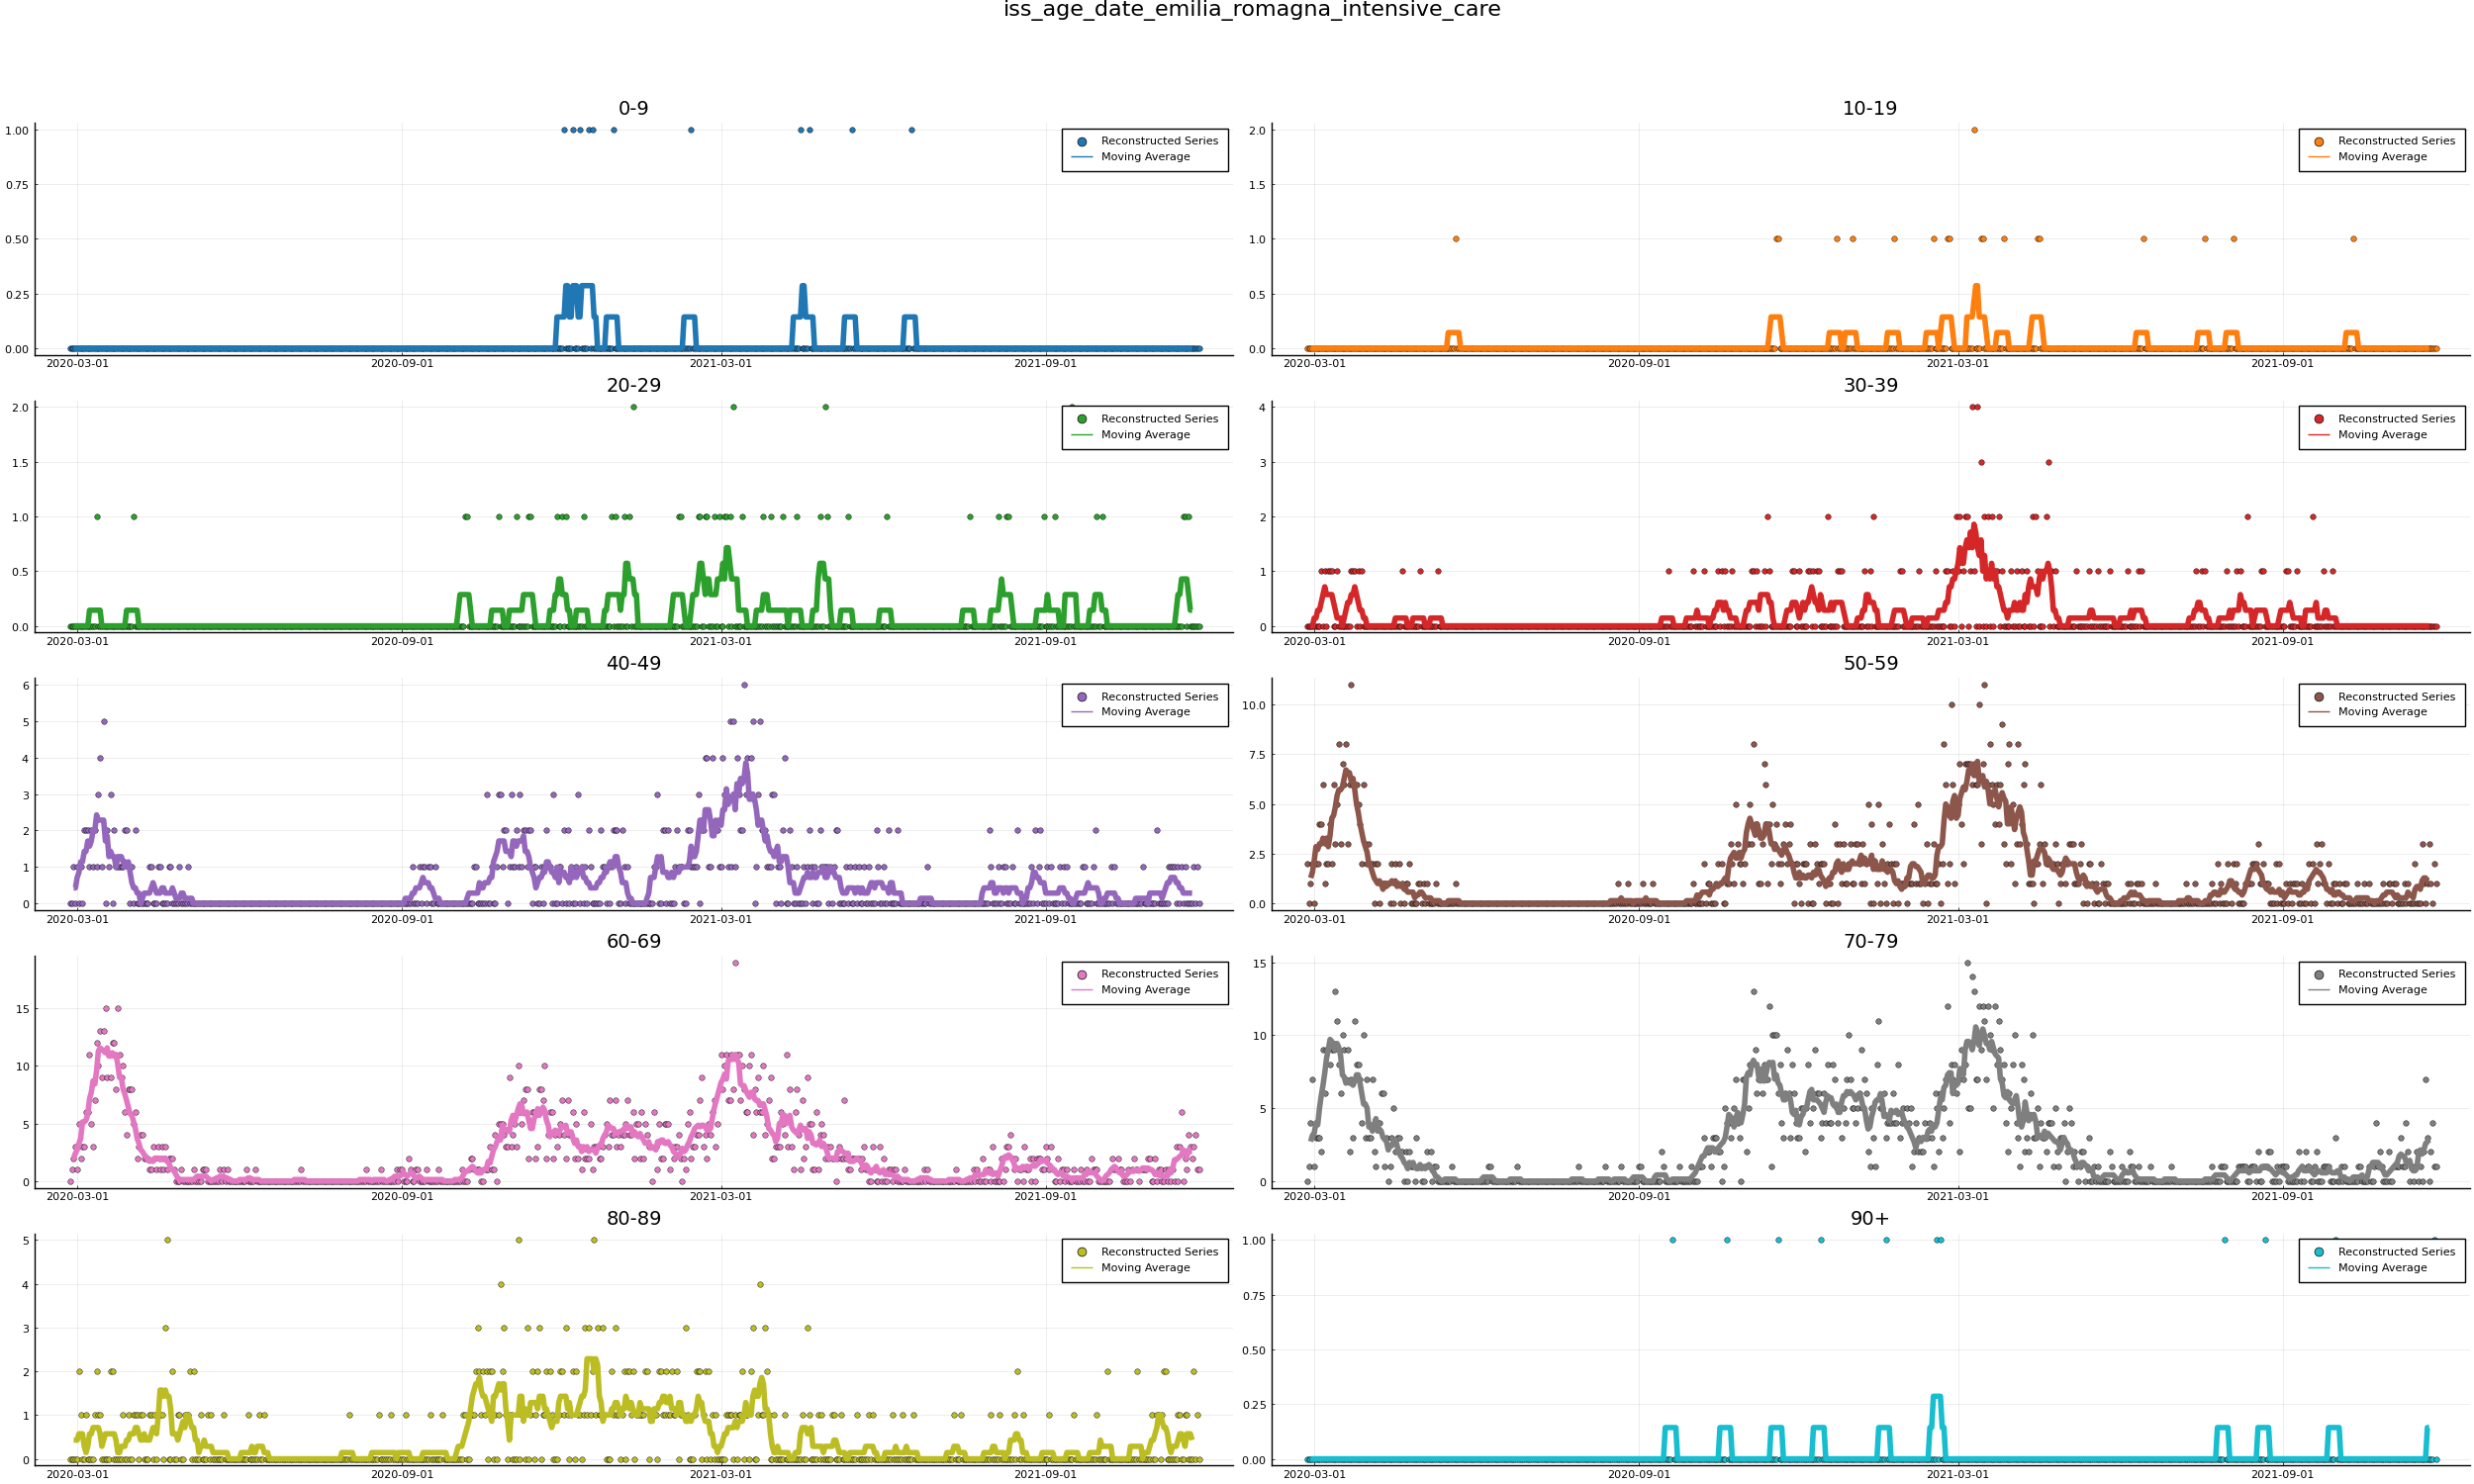 iss_age_date_emilia_romagna_intensive_care
0-9
1.00
0.75
0.50
0.25
0.00
2020-03-01 2020-09-01 2021-03-01 2021-09-01
Reconstructed Series
Moving Average
10-19
2.0
1.5
1.0
0.5
0.0
2020-03-01 2020-09-01 2021-03-01 2021-09-01
Reconstructed Series
Moving Average
20-29
2.0
1.5
1.0
0.5
0.0
2020-03-01 2020-09-01 2021-03-01 2021-09-01
Reconstructed Series
Moving Average
30-39
4
3
2
1
0
2020-03-01 2020-09-01 2021-03-01 2021-09-01
Reconstructed Series
Moving Average
40-49
6
5
4
3
2
1
0
2020-03-01 2020-09-01 2021-03-01 2021-09-01
Reconstructed Series
Moving Average
50-59
10.0
7.5
5.0
2.5
0.0
2020-03-01 2020-09-01 2021-03-01 2021-09-01
Reconstructed Series
Moving Average
60-69
15
10
5
0
2020-03-01 2020-09-01 2021-03-01 2021-09-01
Reconstructed Series
Moving Average
70-79
15
10
5
0
2020-03-01 2020-09-01 2021-03-01 2021-09-01
Reconstructed Series
Moving Average
80-89
5
4
3
2
1
0
2020-03-01 2020-09-01 2021-03-01 2021-09-01
Reconstructed Series
Moving Average
90+
1.00
0.75
0.50
0.25
0.00
2020-03-01 2020-09-01 2021-03-01 2021-09-01
Reconstructed Series
Moving Average